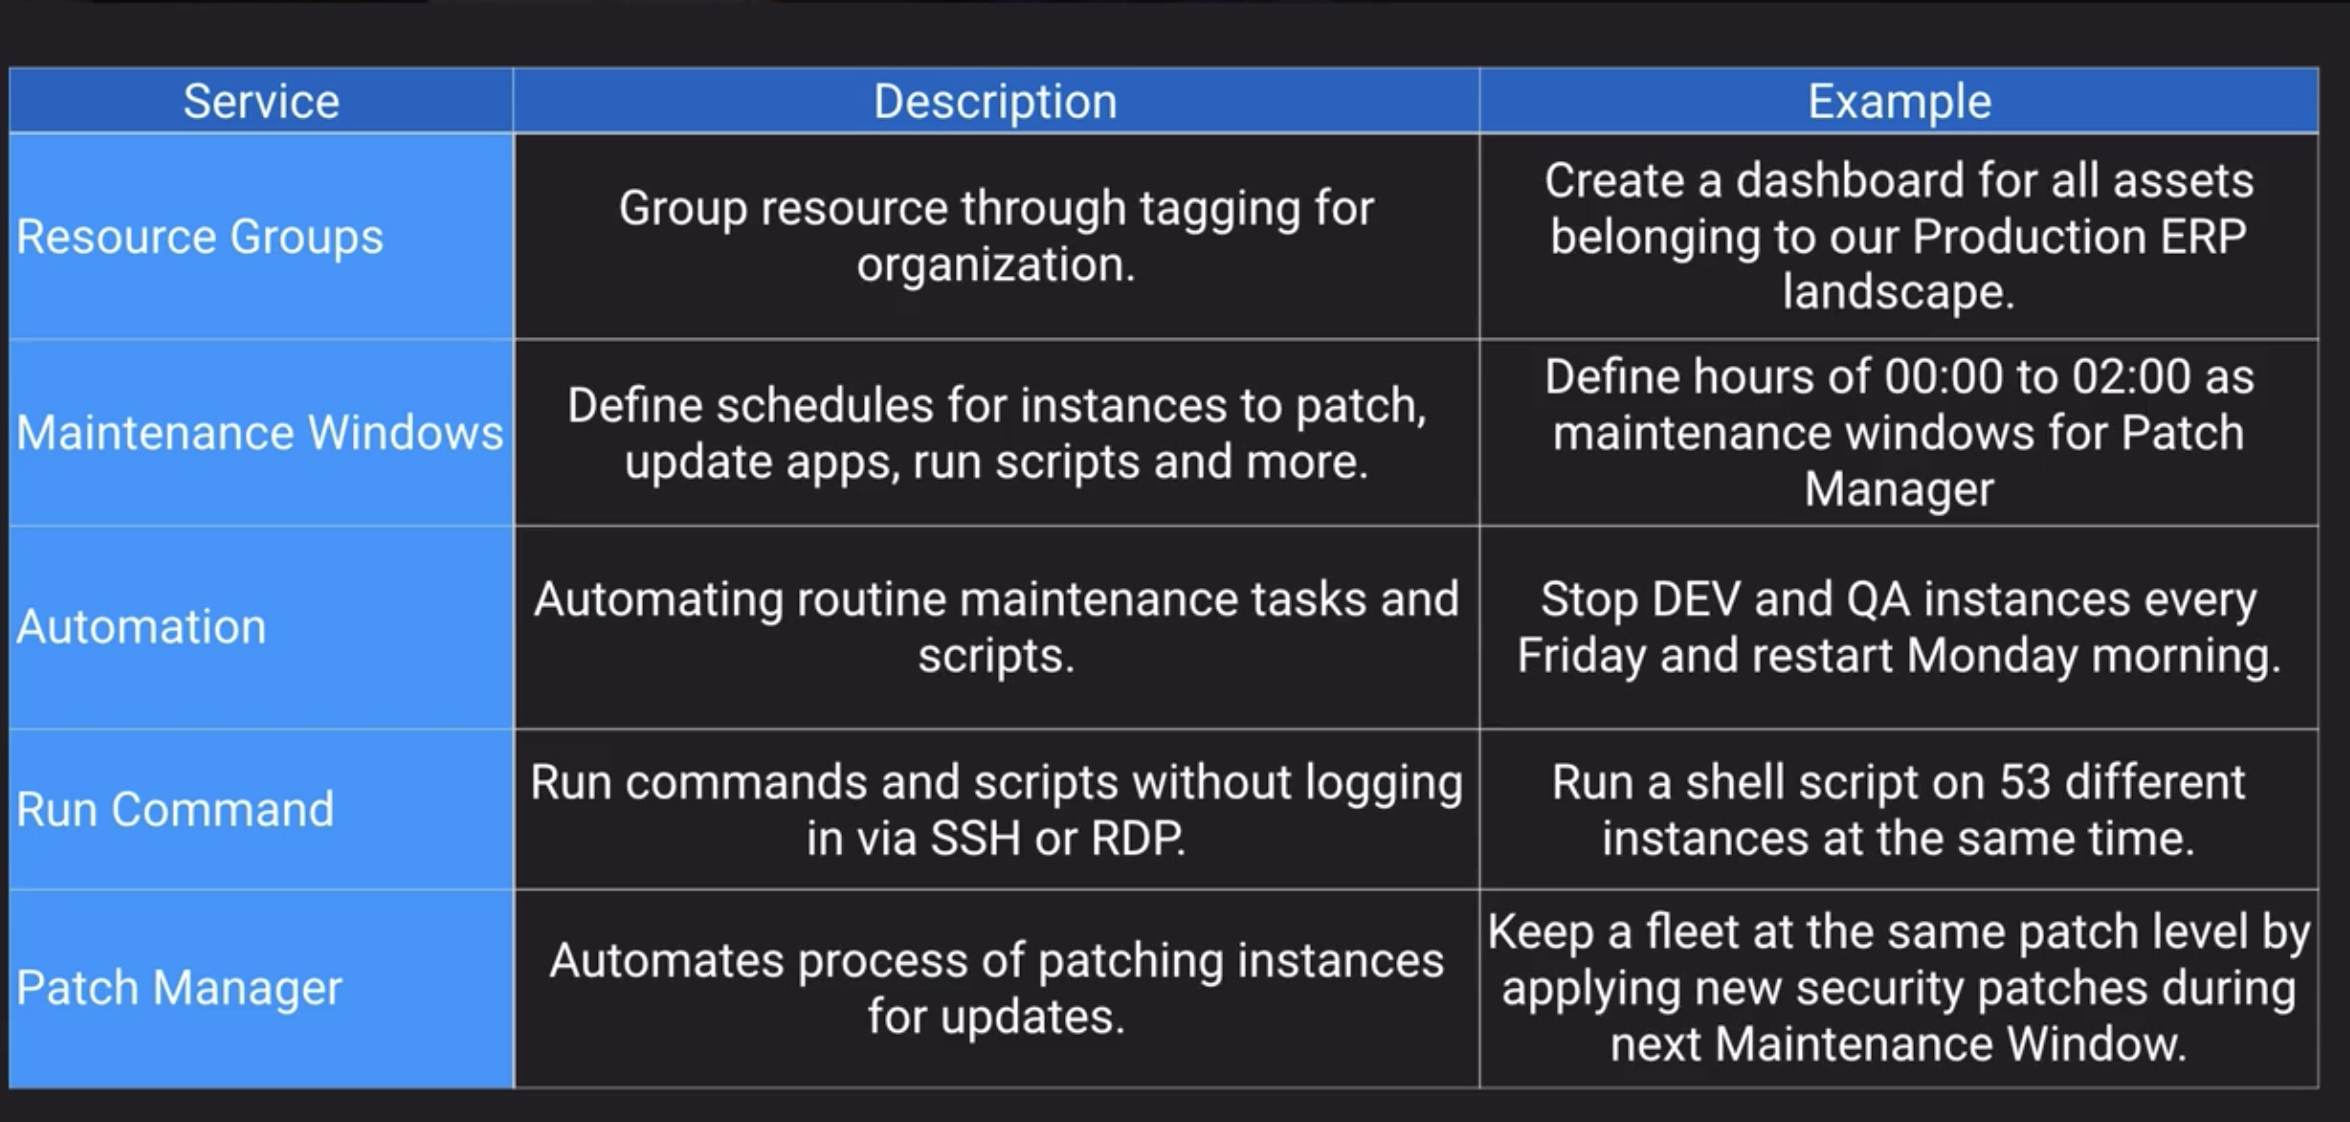 Service
Description
Example
Resource Groups
Group resource through tagging for
organization.
Create a dashboard for all assets
belonging to our Production ERP
landscape.
Maintenance Windows
Define schedules for instances to patch,
update apps, run scripts and more.
Define hours of 00:00 to 02:00 as
maintenance windows for Patch
Manager
Automation
Automating routine maintenance tasks and
scripts.
Stop DEV and QA instances every
Friday and restart Monday morning.
Run Command
Run commands and scripts without logging
in via SSH or RDP.
Run a shell script on 53 different
instances at the same time.
Patch Manager
Automates process of patching instances
for updates.
Keep a fleet at the same patch level by
applying new security patches during
next Maintenance Window.